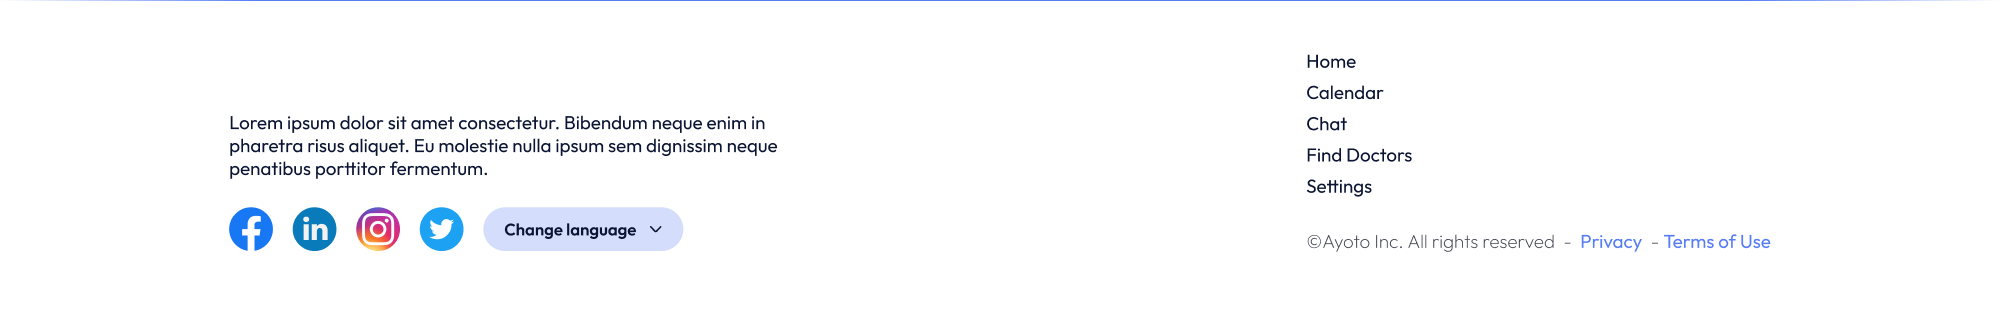 Lorem ipsum dolor sit amet consectetur. Bibendum neque enim in
pharetra risus aliquet. Eu molestie nulla ipsum sem dignissim neque
penatibus porttitor fermentum.
Change language
Home
Calendar
Chat
Find Doctors
Settings
©Ayoto Inc. All rights reserved - Privacy - Terms of Use